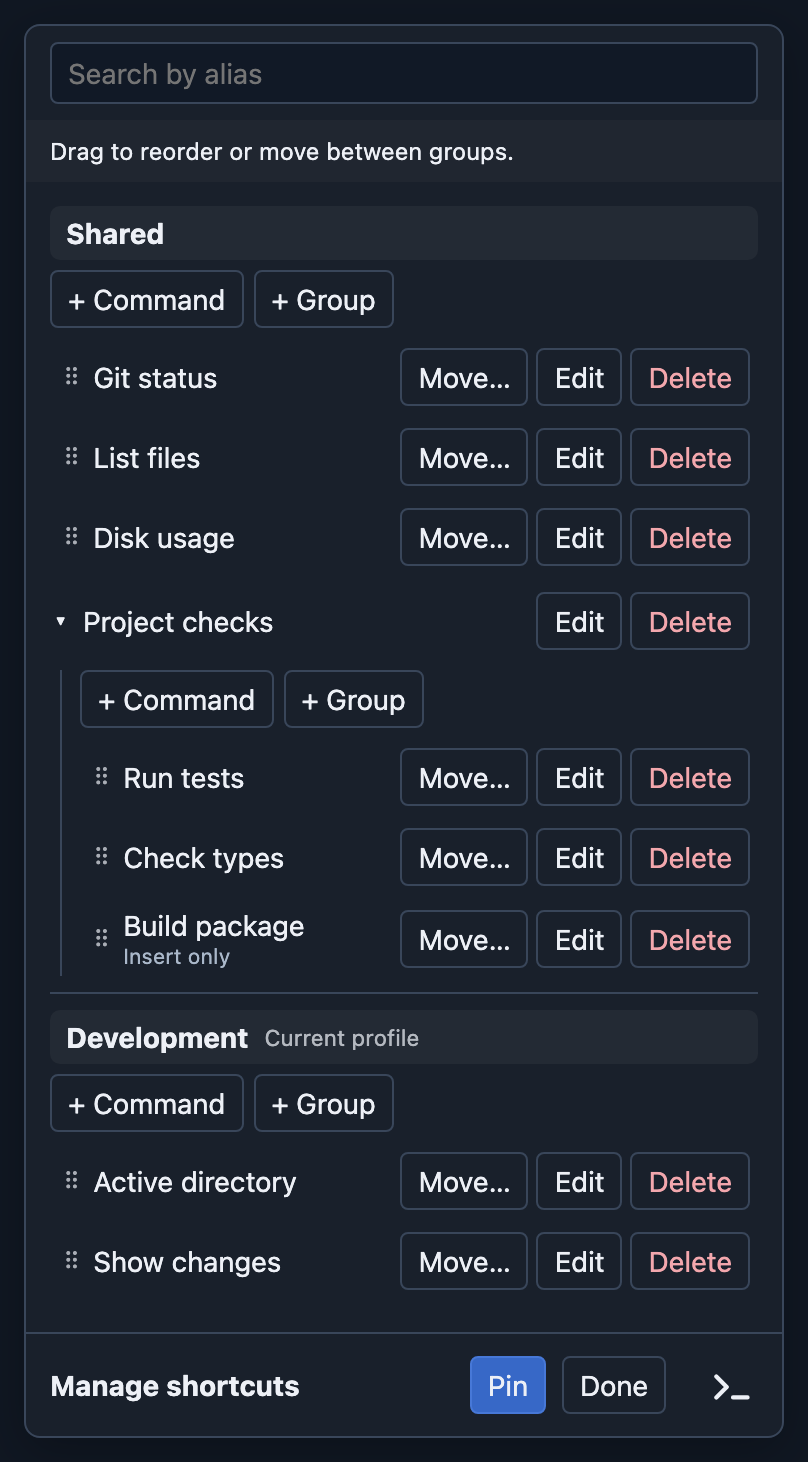 Search by alias
Drag to reorder or move between groups.
Shared
+ Command + Group
Git status Move... Edit Delete
List files Move... Edit Delete
Disk usage Move... Edit Delete
Project checks Edit Delete
+ Command + Group
Run tests Move... Edit Delete
Check types Move... Edit Delete
Build package Move... Edit Delete
Insert only
Development Current profile
+ Command + Group
Active directory Move... Edit Delete
Show changes Move... Edit Delete
Manage shortcuts Pin Done